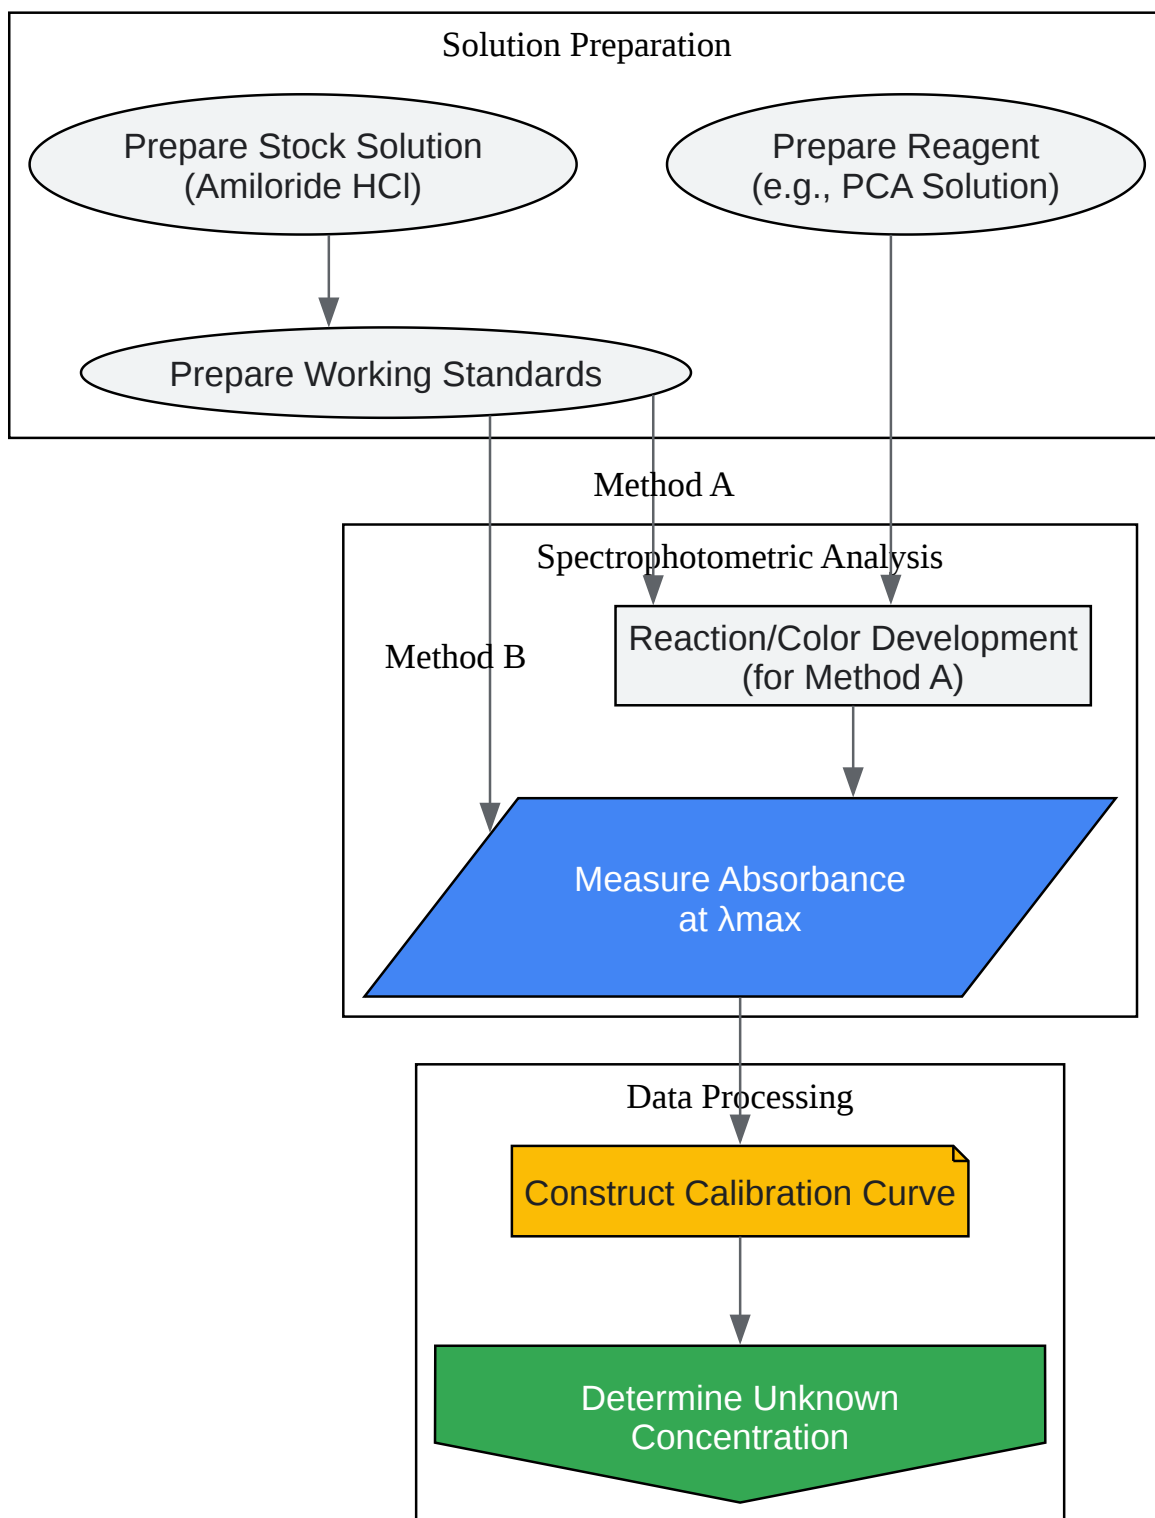 Solution Preparation
Prepare Stock Solution
(Amiloride HCl)
Prepare Reagent
(e.g., PCA Solution)
Prepare Working Standards
Method A
Spectrophotometric Analysis
Reaction/Color Development
(for Method A)
Method B
Measure Absorbance
at λmax
Data Processing
Construct Calibration Curve
Determine Unknown
Concentration